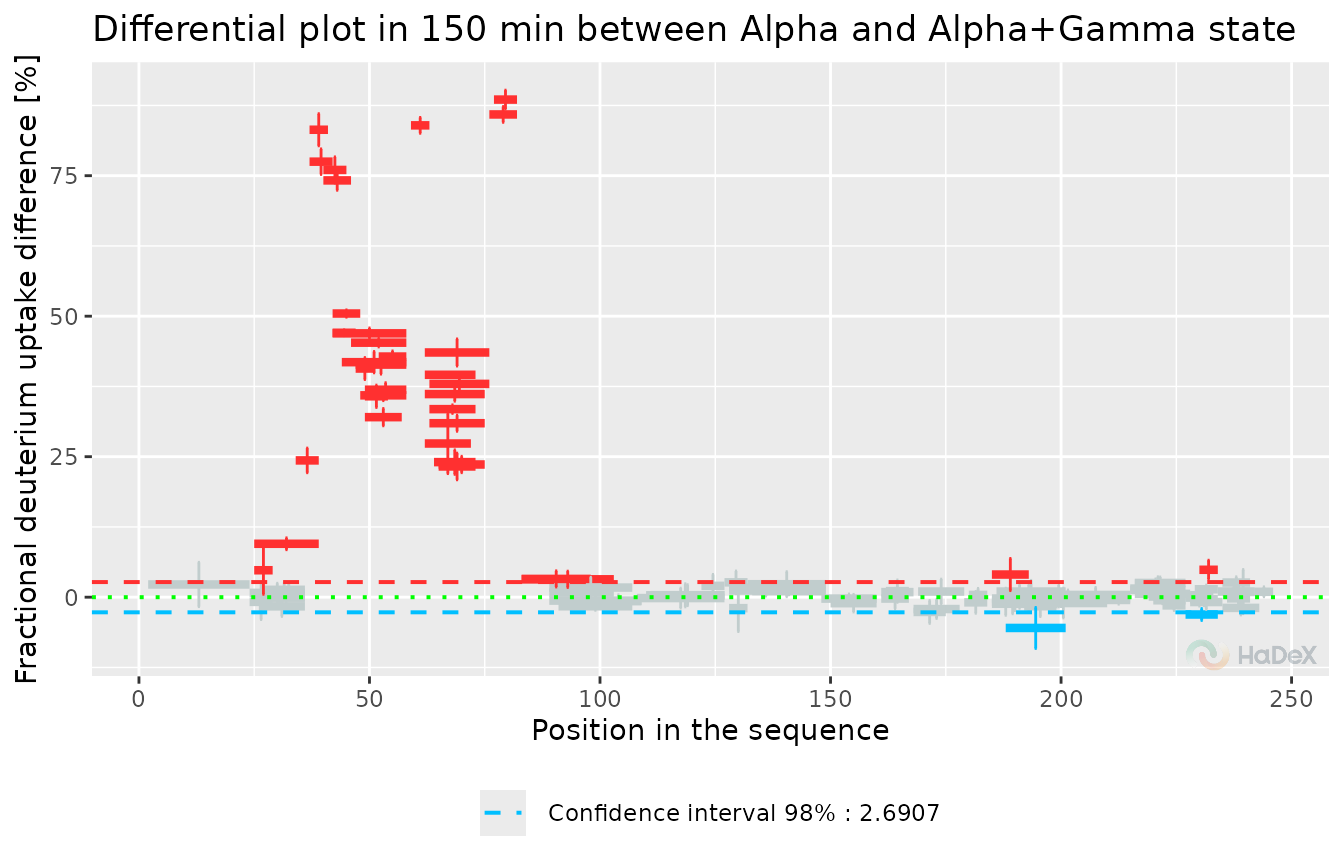 Differential plot in 150 min between Alpha and Alpha+Gamma state
Fractional deuterium uptake difference [%]
75
50
25
0
0
50
100
150
200
250
HaDeX
Position in the sequence
Confidence interval 98% : 2.6907